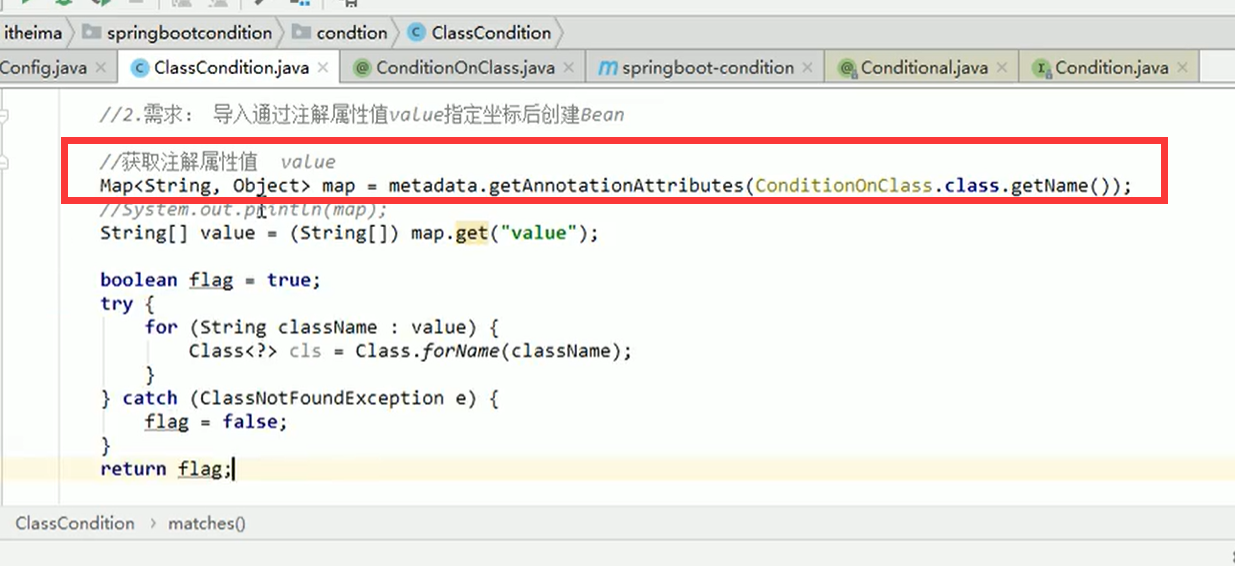 itheima springbootcondition condtion ClassCondition
Config.java ClassCondition.java ConditionOnClass.java springboot-condition Conditional.java Condition.java
//2.需求： 导入通过注解属性值value指定坐标后创建Bean
//获取注解属性值 value
Map<String, Object> map = metadata.getAnnotationAttributes(ConditionOnClass.class.getName());
//System.out.println(map);
String[] value = (String[]) map.get("value");
boolean flag = true;
try {
for (String className : value) {
Class<?> cls = Class.forName(className);
}
} catch (ClassNotFoundException e) {
flag = false;
}
return flag;
ClassCondition › matches()